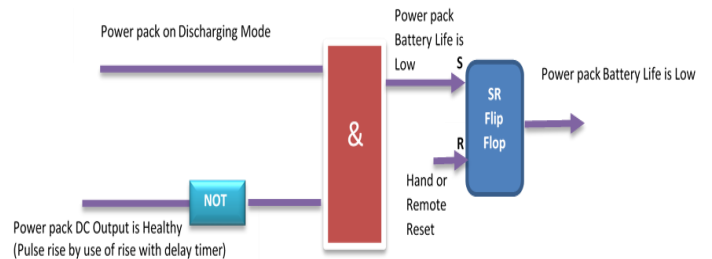 Power pack on Discharging Mode
Power pack
Battery Life is
Low
S
Power pack Battery Life is Low
SR
Flip
Flop
&
R
Hand or
Remote
Reset
NOT
Power pack DC Output is Healthy
(Pulse rise by use of rise with delay timer)